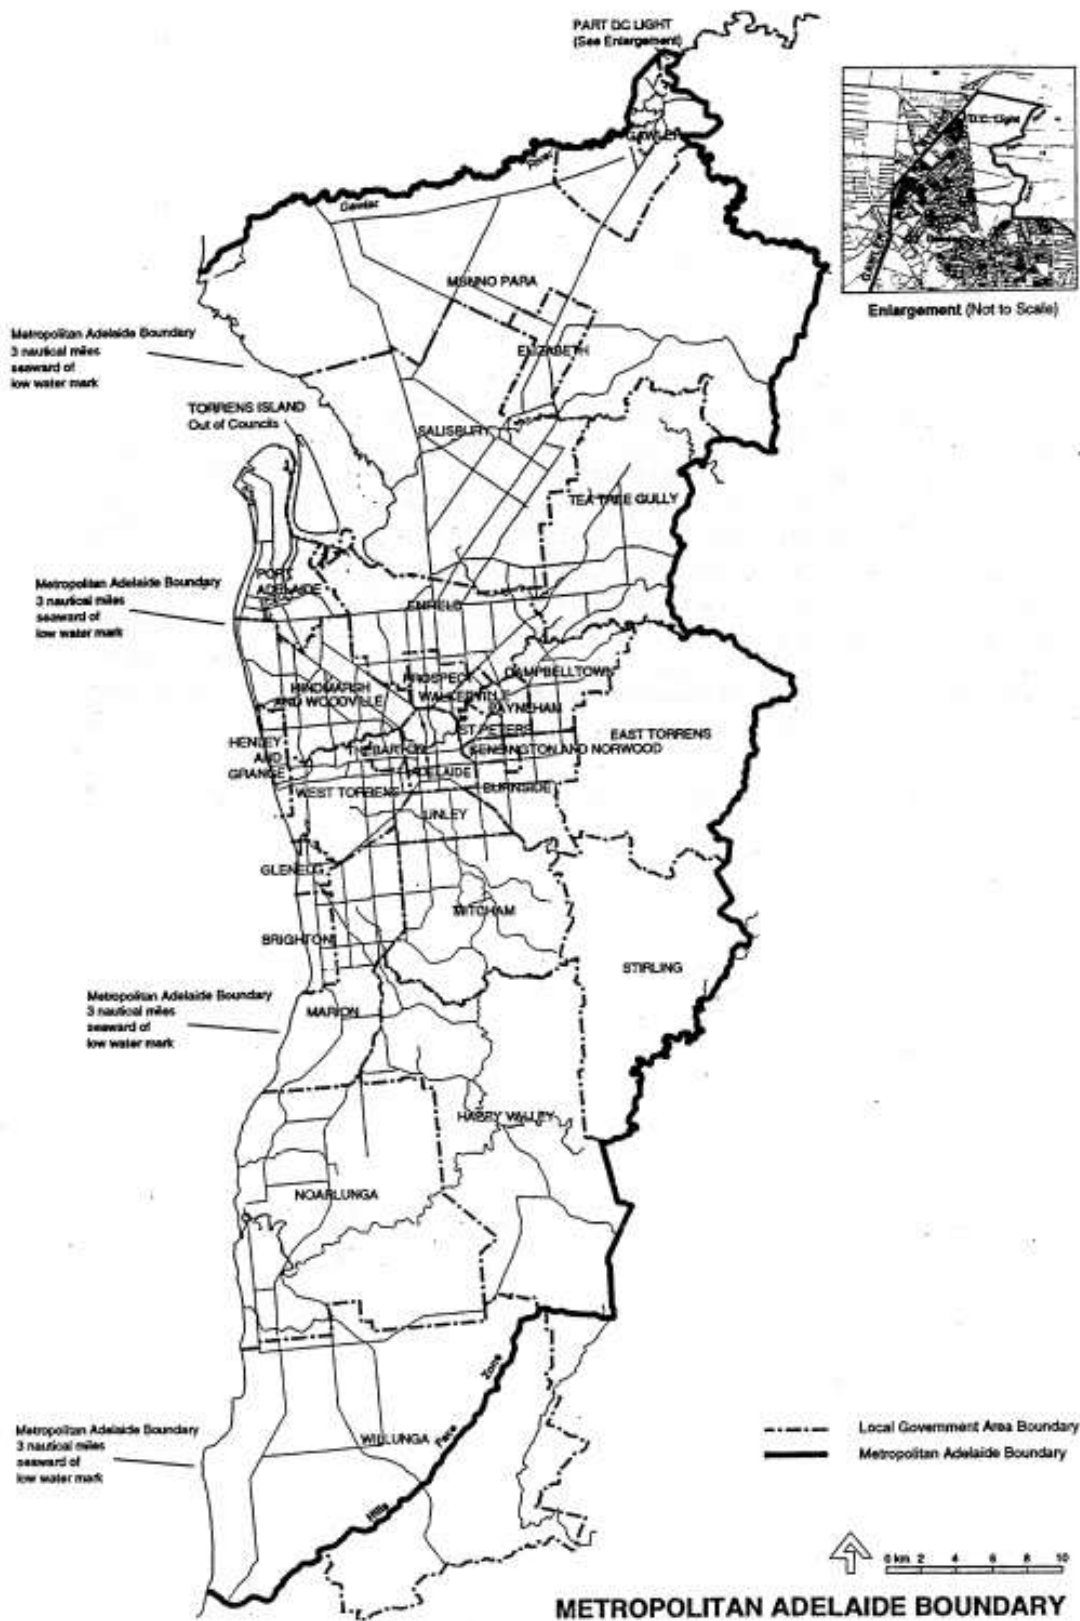 PART DC LIGHT
(See Enlargement)
GAWLER
D.C. Light
River
Gawler
MUNNO PARA
Enlargement (Not to Scale)
Metropolitan Adelaide Boundary
3 nautical miles
seaward of
low water mark
ELIZABETH
TORRENS ISLAND
Out of Councils
SALISBURY
TEA TREE GULLY
Metropolitan Adelaide Boundary
3 nautical miles
seaward of
low water mark
PORT
ADELAIDE
ENFIELD
PROSPECT
CAMPBELLTOWN
HINDMARSH
AND WOODVILLE
WALKERVILLE
PAYNEHAM
ST PETERS
EAST TORRENS
HENLEY
AND
GRANGE
THEBARTON
KENSINGTON AND NORWOOD
ADELAIDE
WEST TORRENS
BURNSIDE
UNLEY
GLENELG
MITCHAM
BRIGHTON
STIRLING
Metropolitan Adelaide Boundary
3 nautical miles
seaward of
low water mark
MARION
HAPPY VALLEY
NOARLUNGA
Zone
Face
Hills
WILLUNGA
Metropolitan Adelaide Boundary
3 nautical miles
seaward of
low water mark
Local Government Area Boundary
Metropolitan Adelaide Boundary
0 km 2 4 6 8 10
METROPOLITAN ADELAIDE BOUNDARY